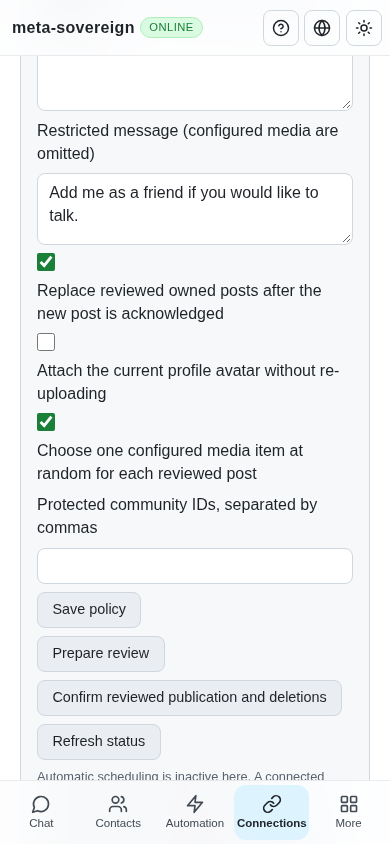 meta-sovereign ONLINE
Restricted message (configured media are
omitted)
Add me as a friend if you would like to
talk.
Replace reviewed owned posts after the
new post is acknowledged
Attach the current profile avatar without re-
uploading
Choose one configured media item at
random for each reviewed post
Protected community IDs, separated by
commas
Save policy
Prepare review
Confirm reviewed publication and deletions
Refresh status
Automatic scheduling is inactive here. A connected
Chat Contacts Automation Connections More